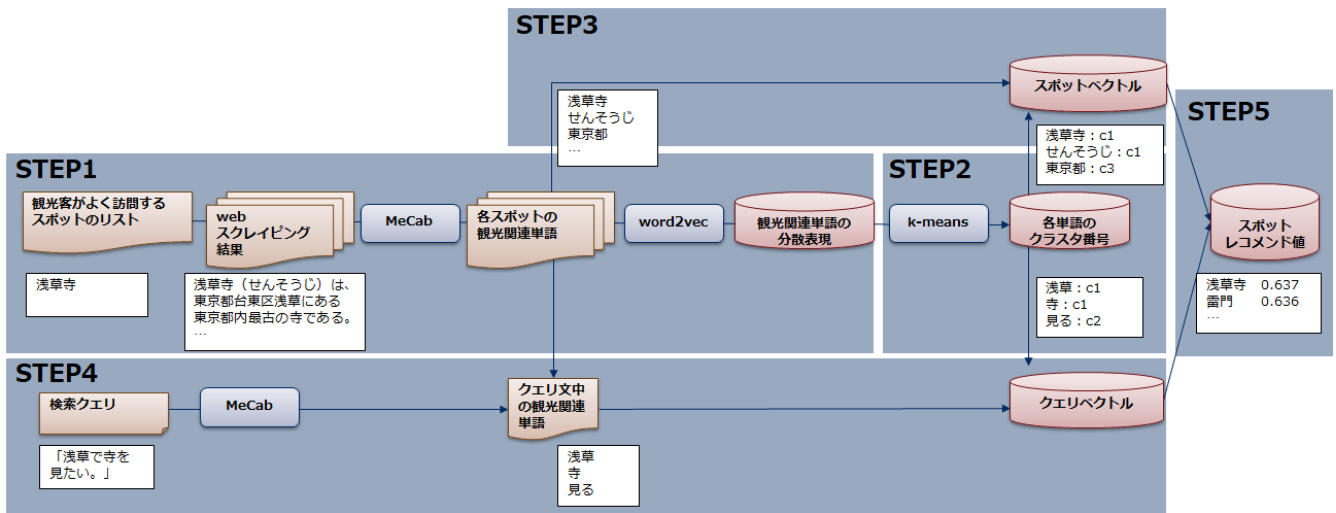 STEP3
スポットベクトル
浅草寺
せんそうじ
東京都
…
浅草寺:c1
せんそうじ:c1
東京都:c3
STEP1
観光客がよく訪問する
スポットのリスト
web
スクレイピング
結果
MeCab
各スポットの
観光関連単語
word2vec
観光関連単語の
分散表現
浅草寺
浅草寺(せんそうじ)は、
東京都台東区浅草にある
東京都内最古の寺である。
…
STEP2
k-means
各単語の
クラスタ番号
浅草:c1
寺:c1
見る:c2
STEP5
スポット
レコメンド値
浅草寺 0.637
雷門 0.636
…
STEP4
検索クエリ
MeCab
クエリ文中
の観光関連
単語
クエリベクトル
「浅草で寺を
見たい。」
浅草
寺
見る